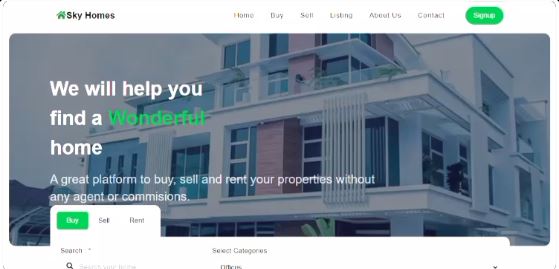 Sky Homes
Home Buy Sell Listing About Us Contact Signup
We will help you
find a Wonderful
home
A great platform to buy, sell and rent your properties without
any agent or commisions.
Buy Sell Rent
Search *
Select Categories
Search your home
Offices